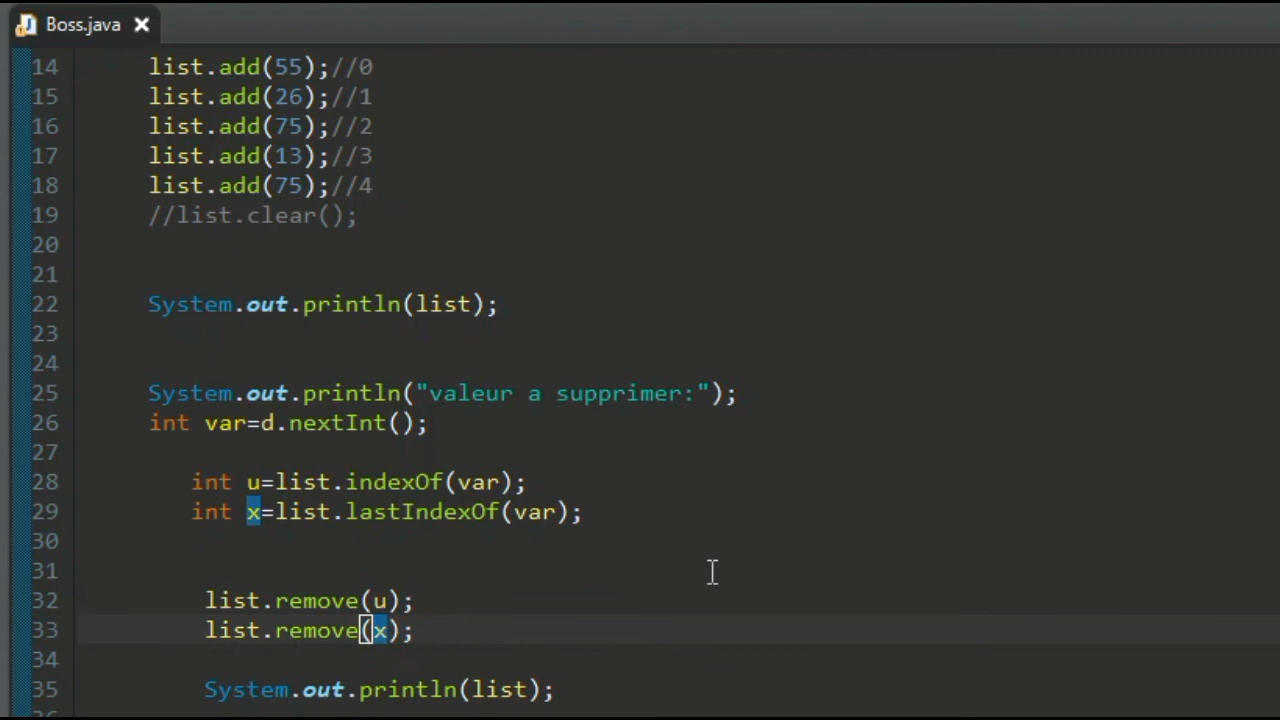 Boss.java
14 list.add(55);//0
15 list.add(26);//1
16 list.add(75);//2
17 list.add(13);//3
18 list.add(75);//4
19 //list.clear();
20
21
22 System.out.println(list);
23
24
25 System.out.println("valeur a supprimer:");
26 int var=d.nextInt();
27
28 int u=list.indexOf(var);
29 int x=list.lastIndexOf(var);
30
31
32 list.remove(u);
33 list.remove(x);
34
35 System.out.println(list);